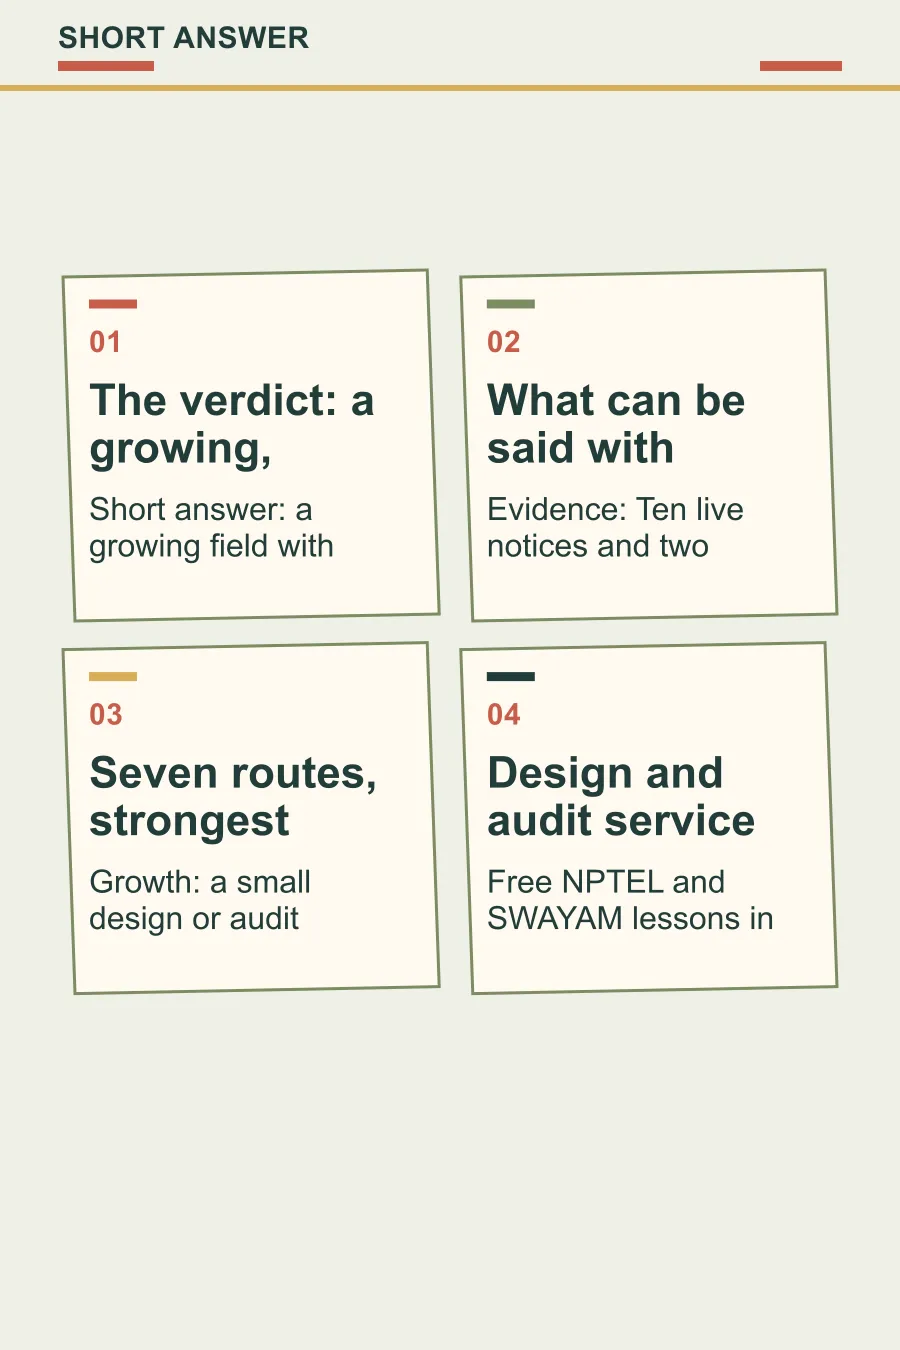 SHORT ANSWER
01
The verdict: a
growing,
Short answer: a
growing field with
02
What can be
said with
Evidence: Ten live
notices and two
03
Seven routes,
strongest
Growth: a small
design or audit
04
Design and
audit service
Free NPTEL and
SWAYAM lessons in